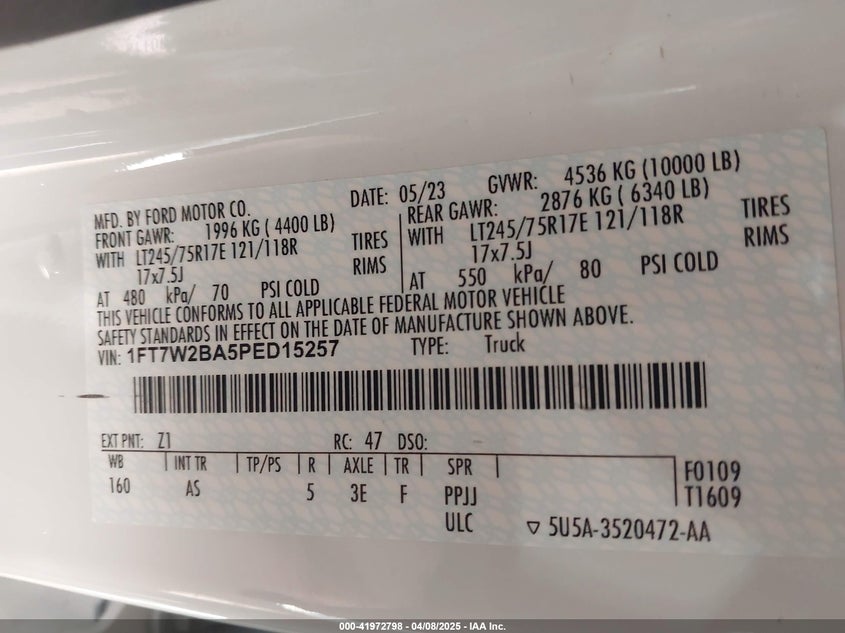 MFD. BY FORD MOTOR CO.
DATE: 05/23
GVWR: 4536 KG (10000 LB)
FRONT GAWR: 1996 KG ( 4400 LB)
REAR GAWR: 2876 KG ( 6340 LB)
WITH LT245/75R17E 121/118R TIRES
WITH LT245/75R17E 121/118R TIRES
17x7.5J RIMS
17x7.5J RIMS
AT 480 kPa/ 70 PSI COLD
AT 550 kPa/ 80 PSI COLD
THIS VEHICLE CONFORMS TO ALL APPLICABLE FEDERAL MOTOR VEHICLE
SAFETY STANDARDS IN EFFECT ON THE DATE OF MANUFACTURE SHOWN ABOVE.
VIN: 1FT7W2BA5PED15257 TYPE: Truck
EXT PNT: Z1 RC: 47 DSO:
WB | INT TR | TP/PS | R | AXLE | TR | SPR |
160 AS 5 3E F PPJJ
ULC
F0109
T1609
▽ 5U5A-3520472-AA
000-41972798 - 04/08/2025 - IAA Inc.